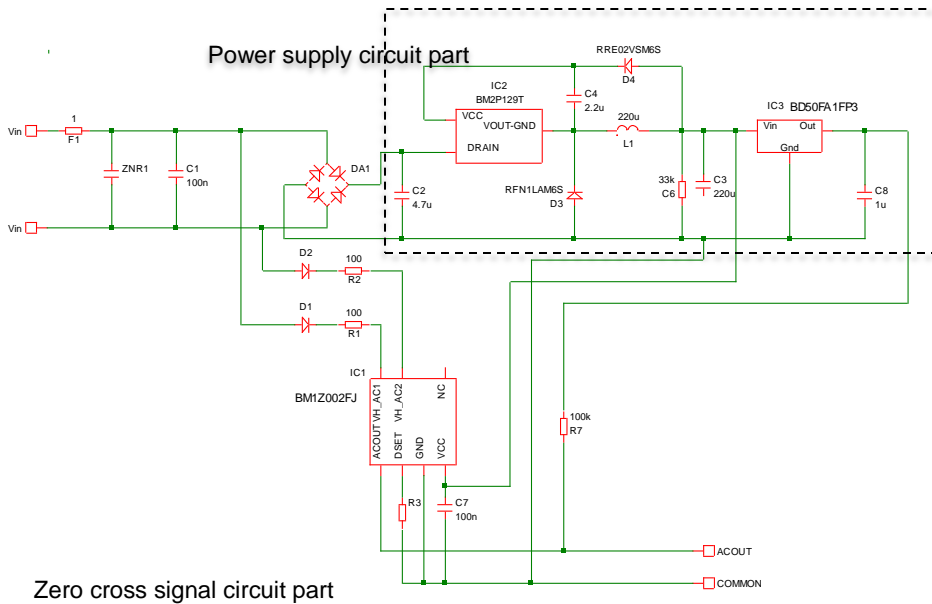 Power supply circuit part
RRE02VSM6S
D4
IC2
BM2P129T
C4
2.2u
VCC
VOUT-GND
DRAIN
220u
L1
IC3
BD50FA1FP3
Vin
Out
Gnd
Vin
1
F1
ZNR1
C1
100n
DA1
C2
4.7u
RFN1LAM6S
D3
33k
C6
C3
220u
C8
1u
Vin
D2
100
R2
D1
100
R1
IC1
BM1Z002FJ
VH_AC1
VH_AC2
NC
ACOUT
DSET
GND
VCC
100k
R7
R3
C7
100n
ACOUT
COMMON
Zero cross signal circuit part